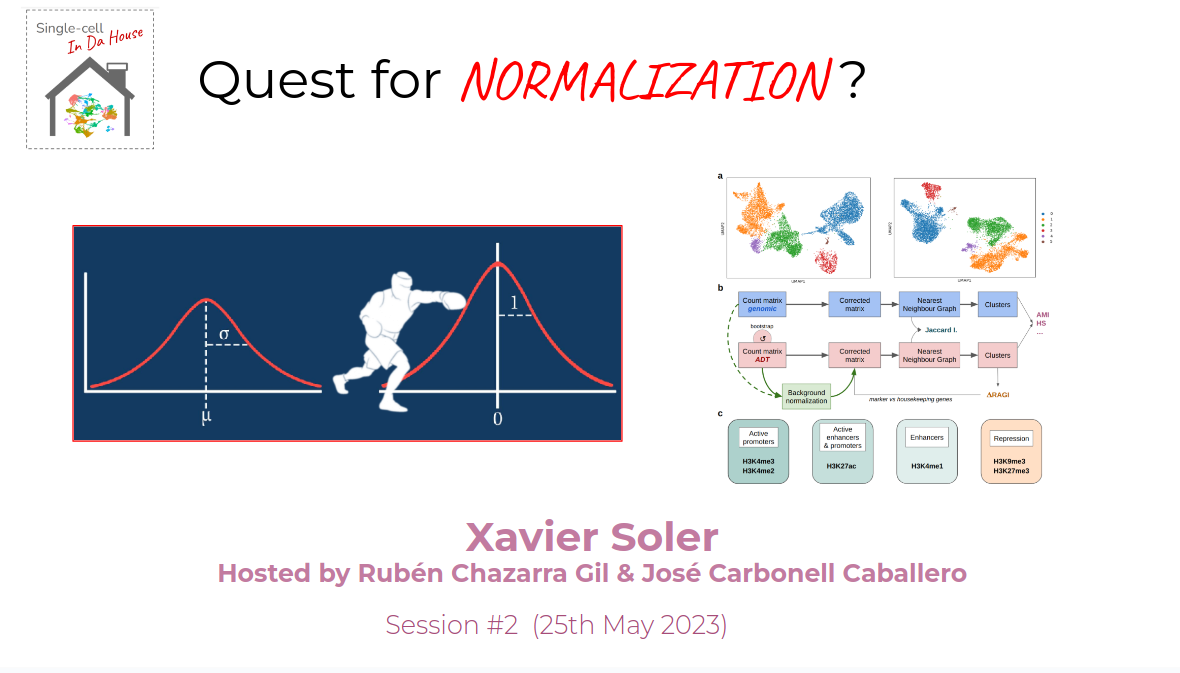 Single-cell
In Da House
Quest for NORMALIZATION?
σ
μ
1
0
a
UMAP2
UMAP1
UMAP2
UMAP1
0
1
2
3
4
5
b
Count matrix
genomic
Corrected
matrix
Nearest
Neighbour Graph
Clusters
bootstrap
↺
Jaccard I.
AMI
HS
...
Count matrix
ADT
Corrected
matrix
Nearest
Neighbour Graph
Clusters
Background
normalization
marker vs housekeeping genes
ΔRAGI
c
Active
promoters
H3K4me3
H3K4me2
Active
enhancers
& promoters
H3K27ac
Enhancers
H3K4me1
Repression
H3K9me3
H3K27me3
Xavier Soler
Hosted by Rubén Chazarra Gil & José Carbonell Caballero
Session #2 (25th May 2023)